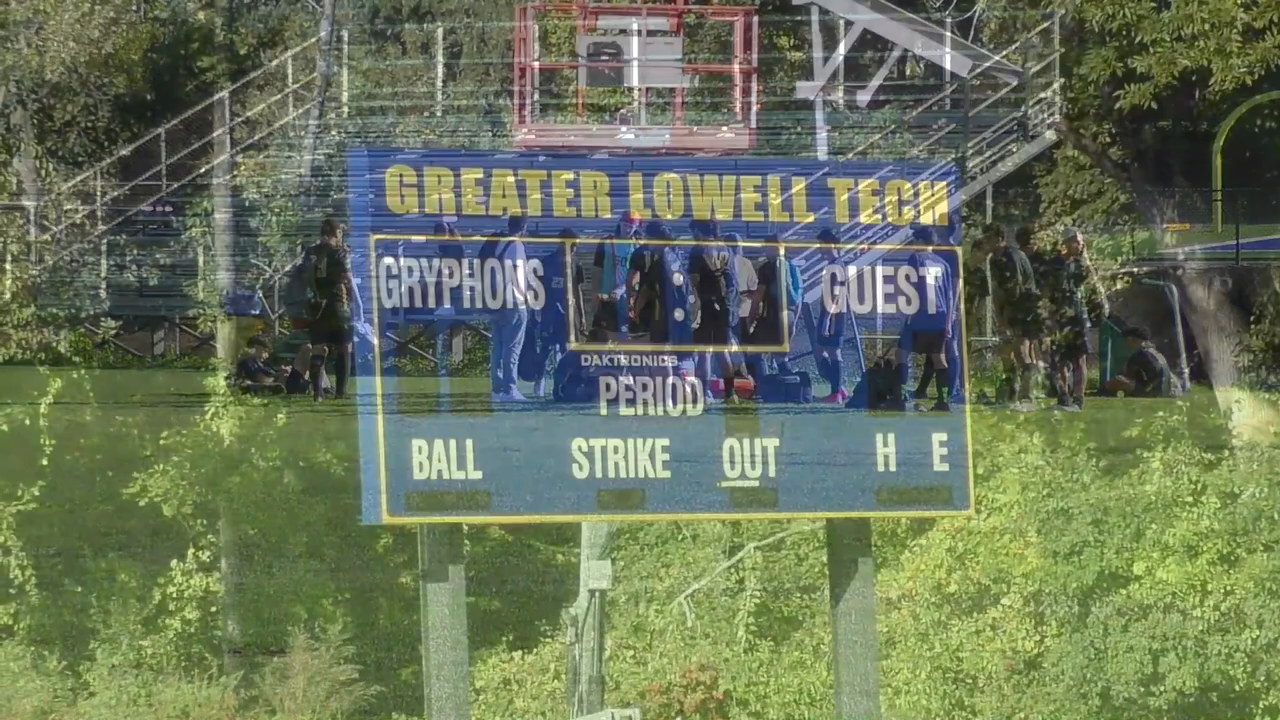 GREATER LOWELL TECH
GRYPHONS GUEST
DAKTRONICS
PERIOD
BALL STRIKE OUT H E